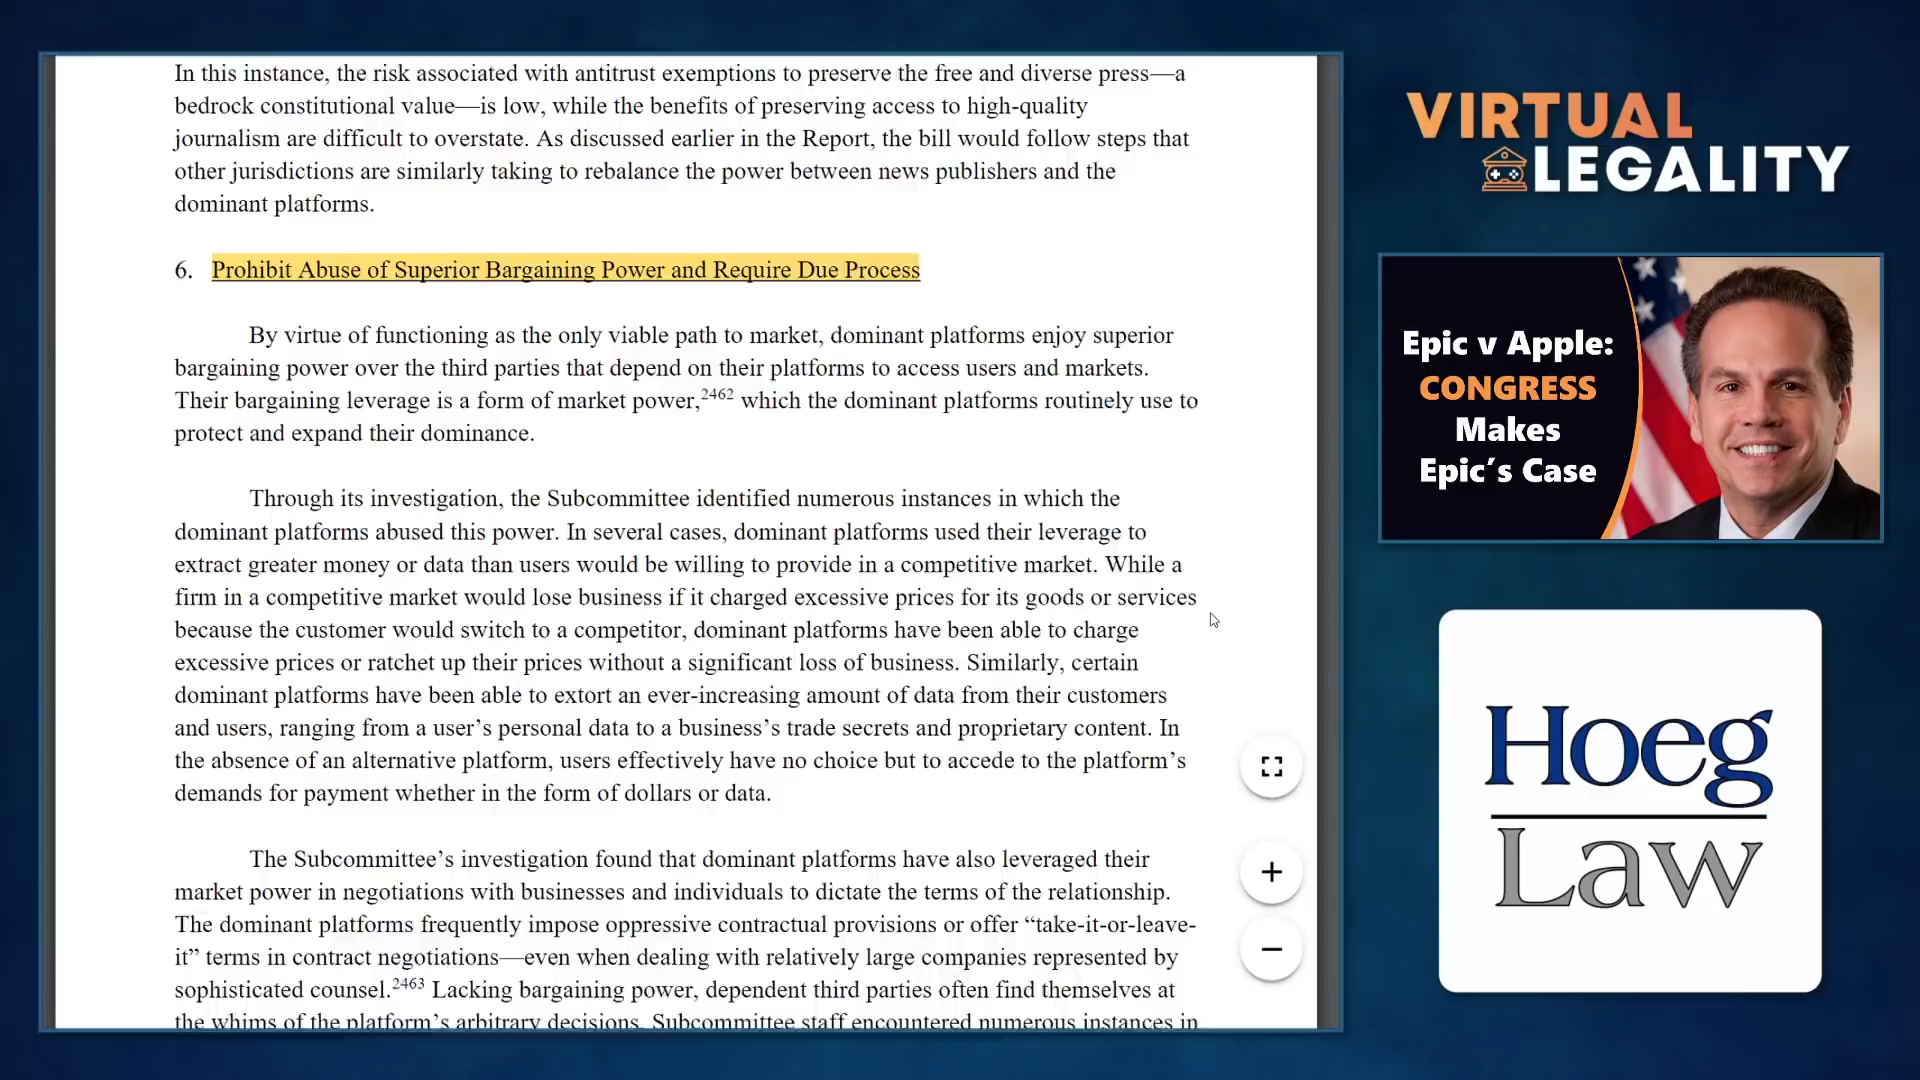 In this instance, the risk associated with antitrust exemptions to preserve the free and diverse press—a
bedrock constitutional value—is low, while the benefits of preserving access to high-quality
journalism are difficult to overstate. As discussed earlier in the Report, the bill would follow steps that
other jurisdictions are similarly taking to rebalance the power between news publishers and the
dominant platforms.
6. Prohibit Abuse of Superior Bargaining Power and Require Due Process
By virtue of functioning as the only viable path to market, dominant platforms enjoy superior
bargaining power over the third parties that depend on their platforms to access users and markets.
Their bargaining leverage is a form of market power,2462 which the dominant platforms routinely use to
protect and expand their dominance.
Through its investigation, the Subcommittee identified numerous instances in which the
dominant platforms abused this power. In several cases, dominant platforms used their leverage to
extract greater money or data than users would be willing to provide in a competitive market. While a
firm in a competitive market would lose business if it charged excessive prices for its goods or services
because the customer would switch to a competitor, dominant platforms have been able to charge
excessive prices or ratchet up their prices without a significant loss of business. Similarly, certain
dominant platforms have been able to extort an ever-increasing amount of data from their customers
and users, ranging from a user’s personal data to a business’s trade secrets and proprietary content. In
the absence of an alternative platform, users effectively have no choice but to accede to the platform’s
demands for payment whether in the form of dollars or data.
The Subcommittee’s investigation found that dominant platforms have also leveraged their
market power in negotiations with businesses and individuals to dictate the terms of the relationship.
The dominant platforms frequently impose oppressive contractual provisions or offer “take-it-or-leave-
it” terms in contract negotiations—even when dealing with relatively large companies represented by
sophisticated counsel.2463 Lacking bargaining power, dependent third parties often find themselves at
the whims of the platform’s arbitrary decisions. Subcommittee staff encountered numerous instances in
VIRTUAL
LEGALITY
Epic v Apple:
CONGRESS
Makes
Epic’s Case
Hoeg
Law